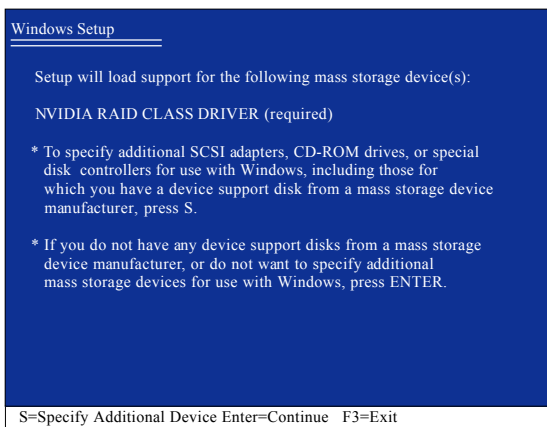 Windows Setup
Setup will load support for the following mass storage device(s):
NVIDIA RAID CLASS DRIVER (required)
* To specify additional SCSI adapters, CD-ROM drives, or special
disk controllers for use with Windows, including those for
which you have a device support disk from a mass storage device
manufacturer, press S.
* If you do not have any device support disks from a mass storage
device manufacturer, or do not want to specify additional
mass storage devices for use with Windows, press ENTER.
S=Specify Additional Device Enter=Continue F3=Exit